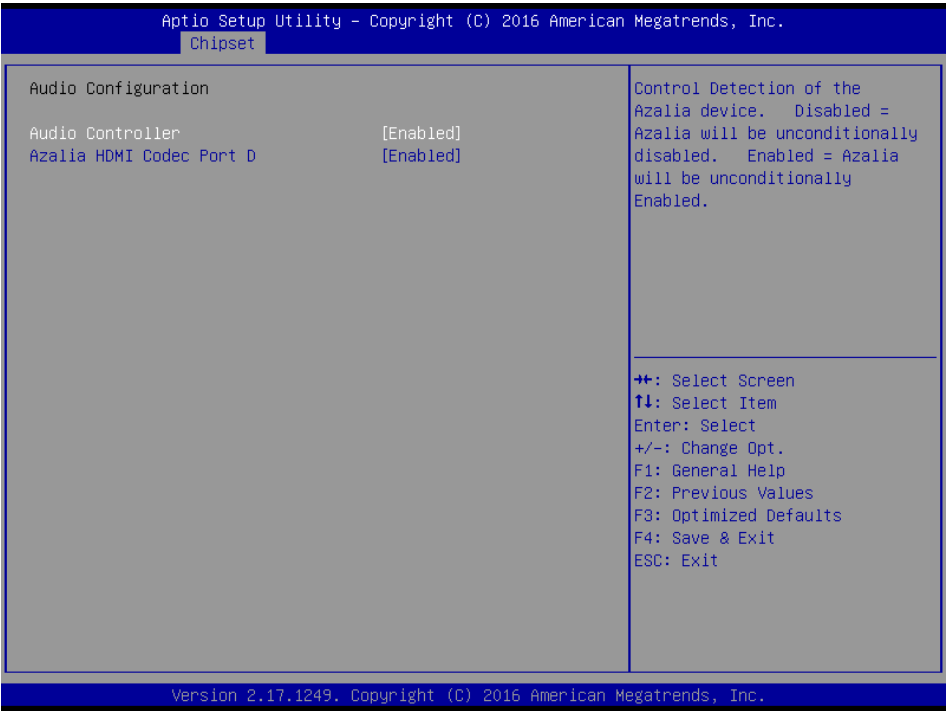 Aptio Setup Utility – Copyright (C) 2016 American Megatrends, Inc.
Chipset
Audio Configuration
Audio Controller [Enabled]
Azalia HDMI Codec Port D [Enabled]
Control Detection of the
Azalia device. Disabled =
Azalia will be unconditionally
disabled. Enabled = Azalia
will be unconditionally
Enabled.
→←: Select Screen
↑↓: Select Item
Enter: Select
+/-: Change Opt.
F1: General Help
F2: Previous Values
F3: Optimized Defaults
F4: Save & Exit
ESC: Exit
Version 2.17.1249. Copyright (C) 2016 American Megatrends, Inc.